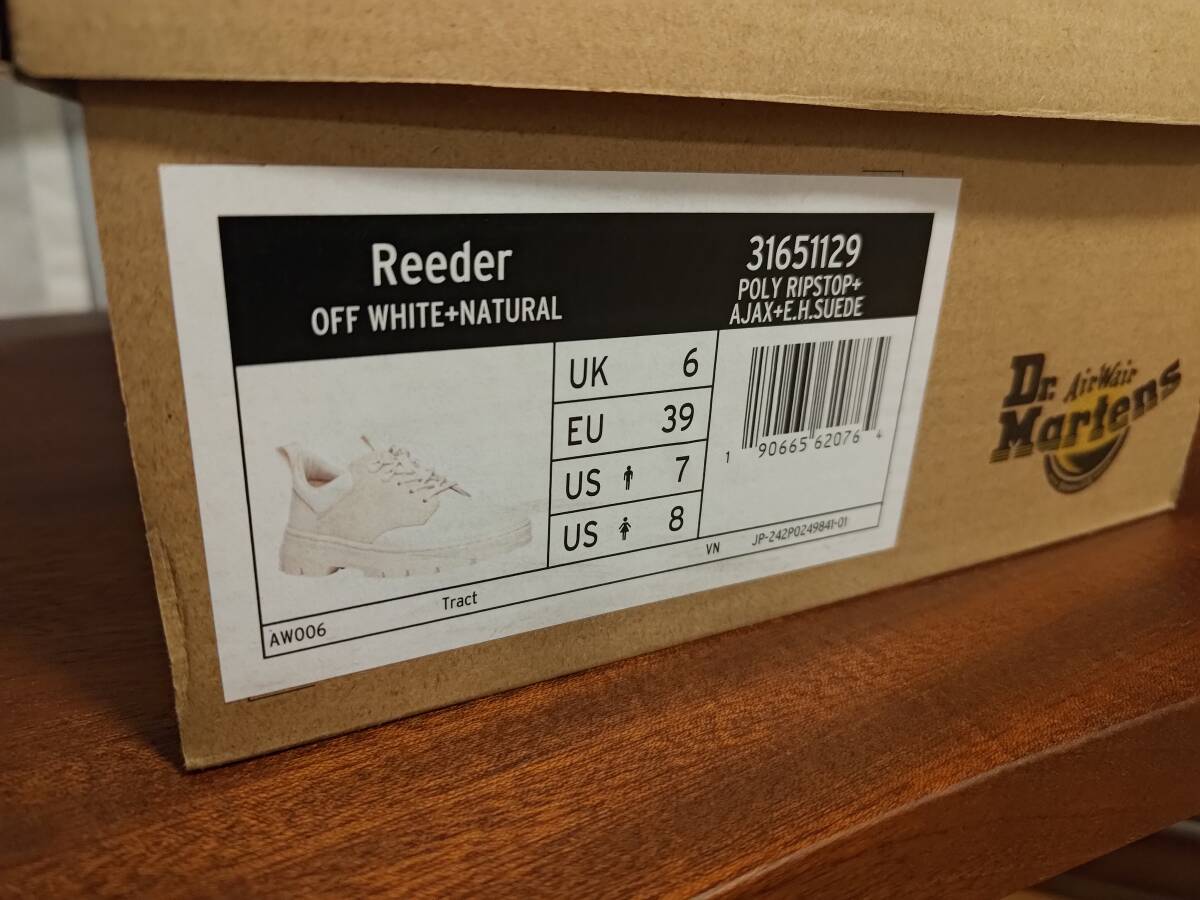 Reeder
OFF WHITE+NATURAL
31651129
POLY RIPSTOP+
AJAX+E.H.SUEDE
UK 6
EU 39
US 7
US 8
1 90665 62076 4
AW006
Tract
VN
JP-242P0249841-01
Dr.
AirWair
Martens